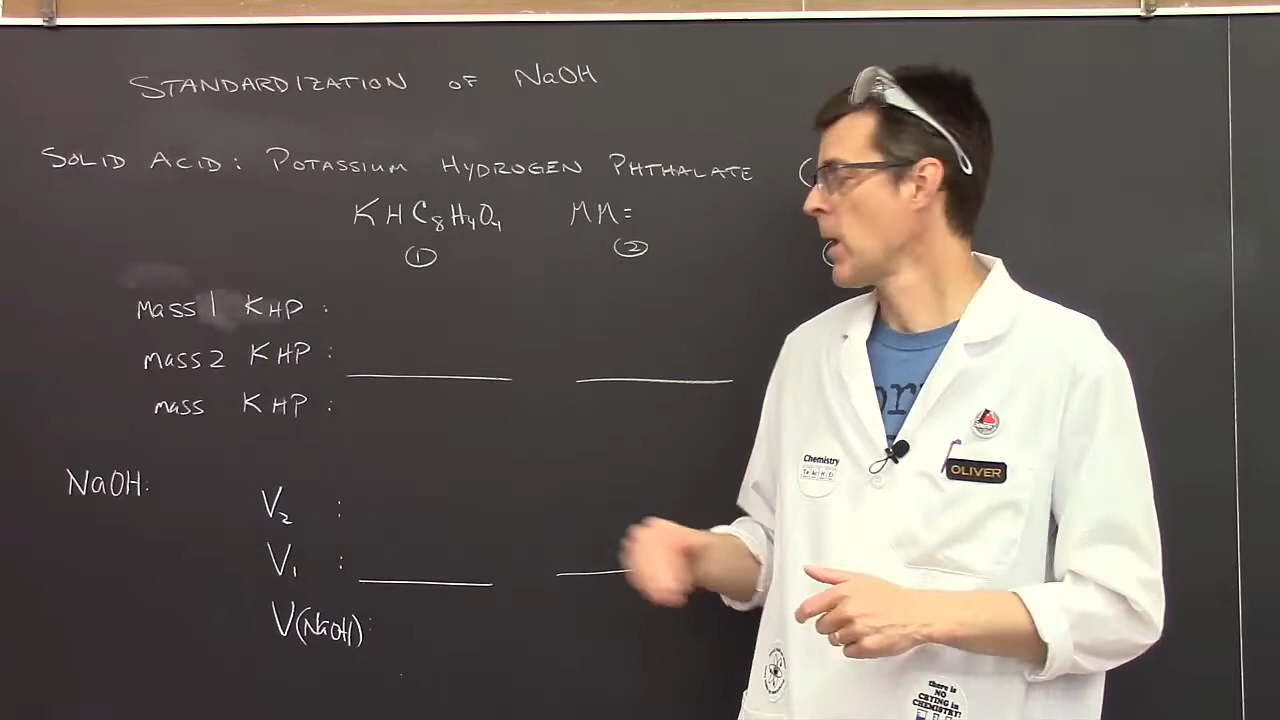 STANDARDIZATION OF NaOH
SOLID ACID: POTASSIUM HYDROGEN PHTHALATE (
KHC₈H₄O₄ MM=
① ②
mass 1 KHP :
mass 2 KHP :
mass KHP :
NaOH:
V₂ :
V₁ :
V(NaOH):
Chemistry
TeAcHEr
OLIVER
there is
NO
CRYING in
CHEMISTRY!